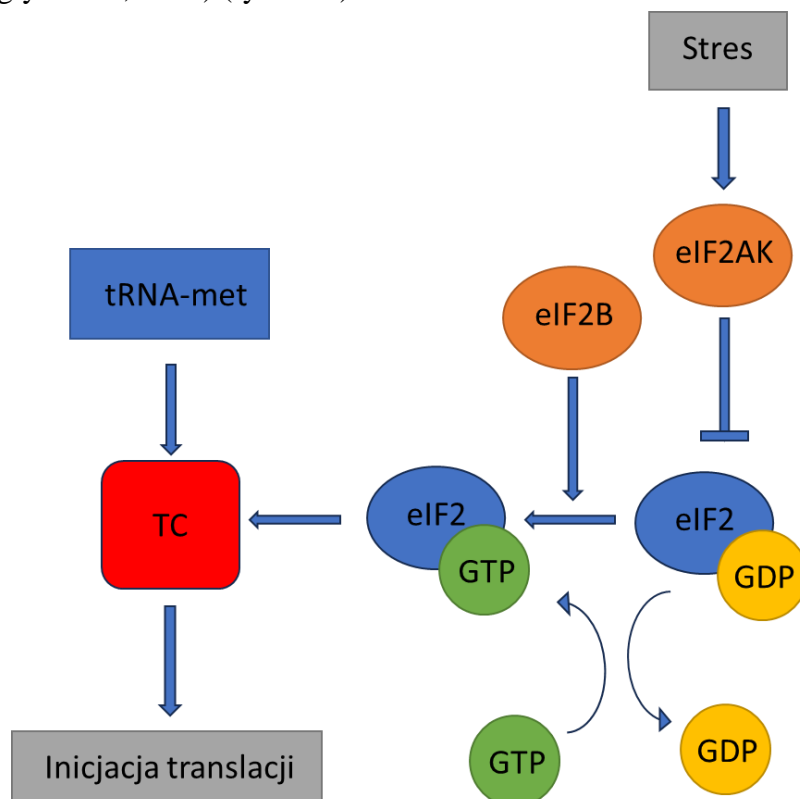 Stres
eIF2AK
tRNA-met
eIF2B
TC
eIF2
GTP
eIF2
GDP
GTP
GDP
Inicjacja translacji